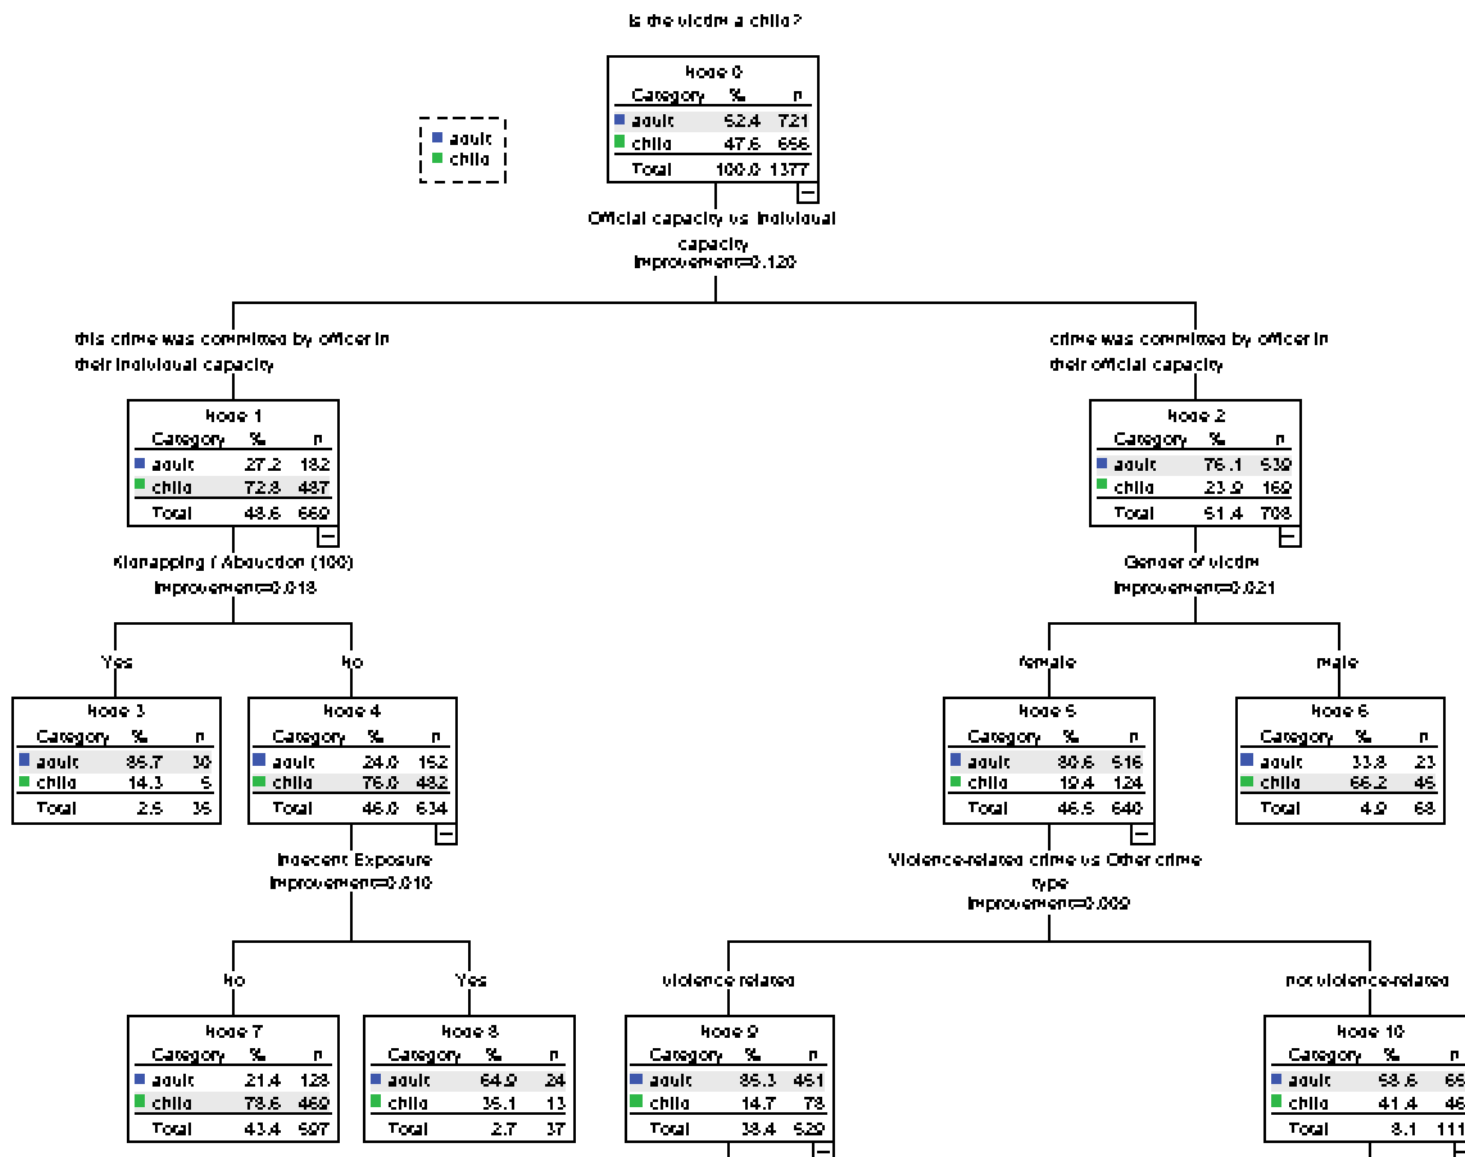 Is the victim a child?
Node 0
Category % n
adult 52.4 721
child 47.6 656
Total 100.0 1377
adult
child
Official capacity vs Individual
capacity
Improvement=0.120
this crime was committed by officer in
their individual capacity
crime was committed by officer in
their official capacity
Node 1
Category % n
adult 27.2 182
child 72.8 487
Total 48.6 669
Node 2
Category % n
adult 76.1 539
child 23.9 169
Total 51.4 708
Kidnapping / Abduction (100)
Improvement=0.018
Gender of victim
Improvement=0.021
Yes
No
female
male
Node 3
Category % n
adult 85.7 30
child 14.3 5
Total 2.5 35
Node 4
Category % n
adult 24.0 152
child 76.0 482
Total 46.0 634
Node 5
Category % n
adult 80.6 516
child 19.4 124
Total 46.5 640
Node 6
Category % n
adult 33.8 23
child 66.2 45
Total 4.9 68
Indecent Exposure
Improvement=0.010
Violence-related crime vs Other crime
type
Improvement=0.009
No
Yes
violence-related
not violence-related
Node 7
Category % n
adult 21.4 128
child 78.6 469
Total 43.4 597
Node 8
Category % n
adult 64.9 24
child 35.1 13
Total 2.7 37
Node 9
Category % n
adult 85.3 451
child 14.7 78
Total 38.4 529
Node 10
Category % n
adult 58.6 65
child 41.4 46
Total 8.1 111